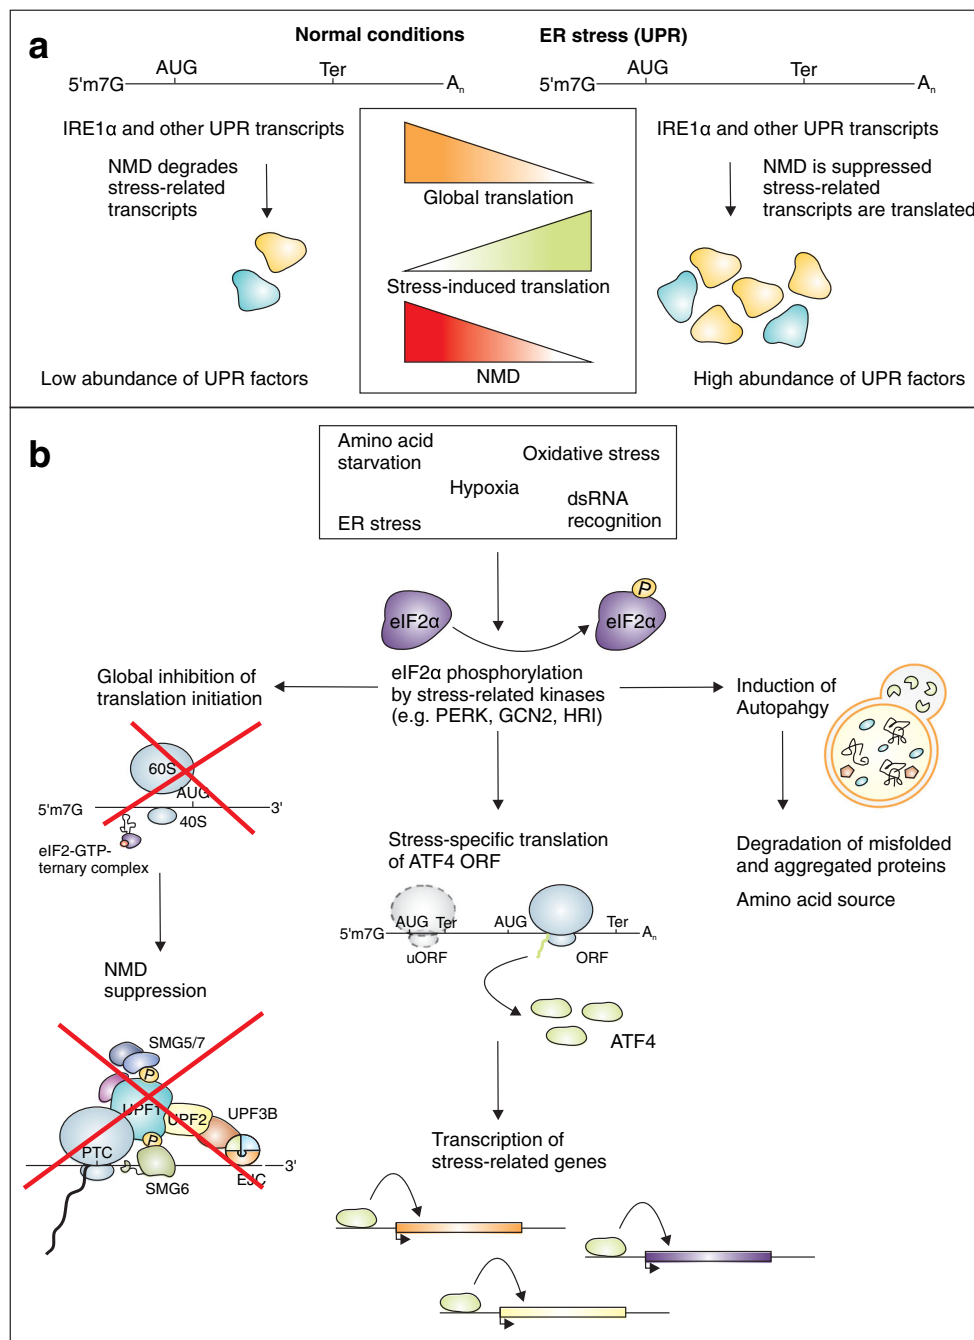 a
Normal conditions
ER stress (UPR)
5'm7G AUG Ter An
5'm7G AUG Ter An
IRE1α and other UPR transcripts
NMD degrades
stress-related
transcripts
Low abundance of UPR factors
Global translation
Stress-induced translation
NMD
IRE1α and other UPR transcripts
NMD is suppressed
stress-related
transcripts are translated
High abundance of UPR factors
b
Amino acid
starvation
Oxidative stress
Hypoxia
ER stress
dsRNA
recognition
eIF2α
P
eIF2α
eIF2α phosphorylation
by stress-related kinases
(e.g. PERK, GCN2, HRI)
Global inhibition of
translation initiation
60S
AUG
5'm7G
3'
40S
eIF2-GTP-
ternary complex
NMD
suppression
SMG5/7
P
UPF1
UPF2
UPF3B
P
PTC
3'
SMG6
EJC
Stress-specific translation
of ATF4 ORF
AUG Ter AUG Ter
5'm7G An
uORF
ORF
ATF4
Transcription of
stress-related genes
Induction of
Autopahgy
Degradation of misfolded
and aggregated proteins
Amino acid source